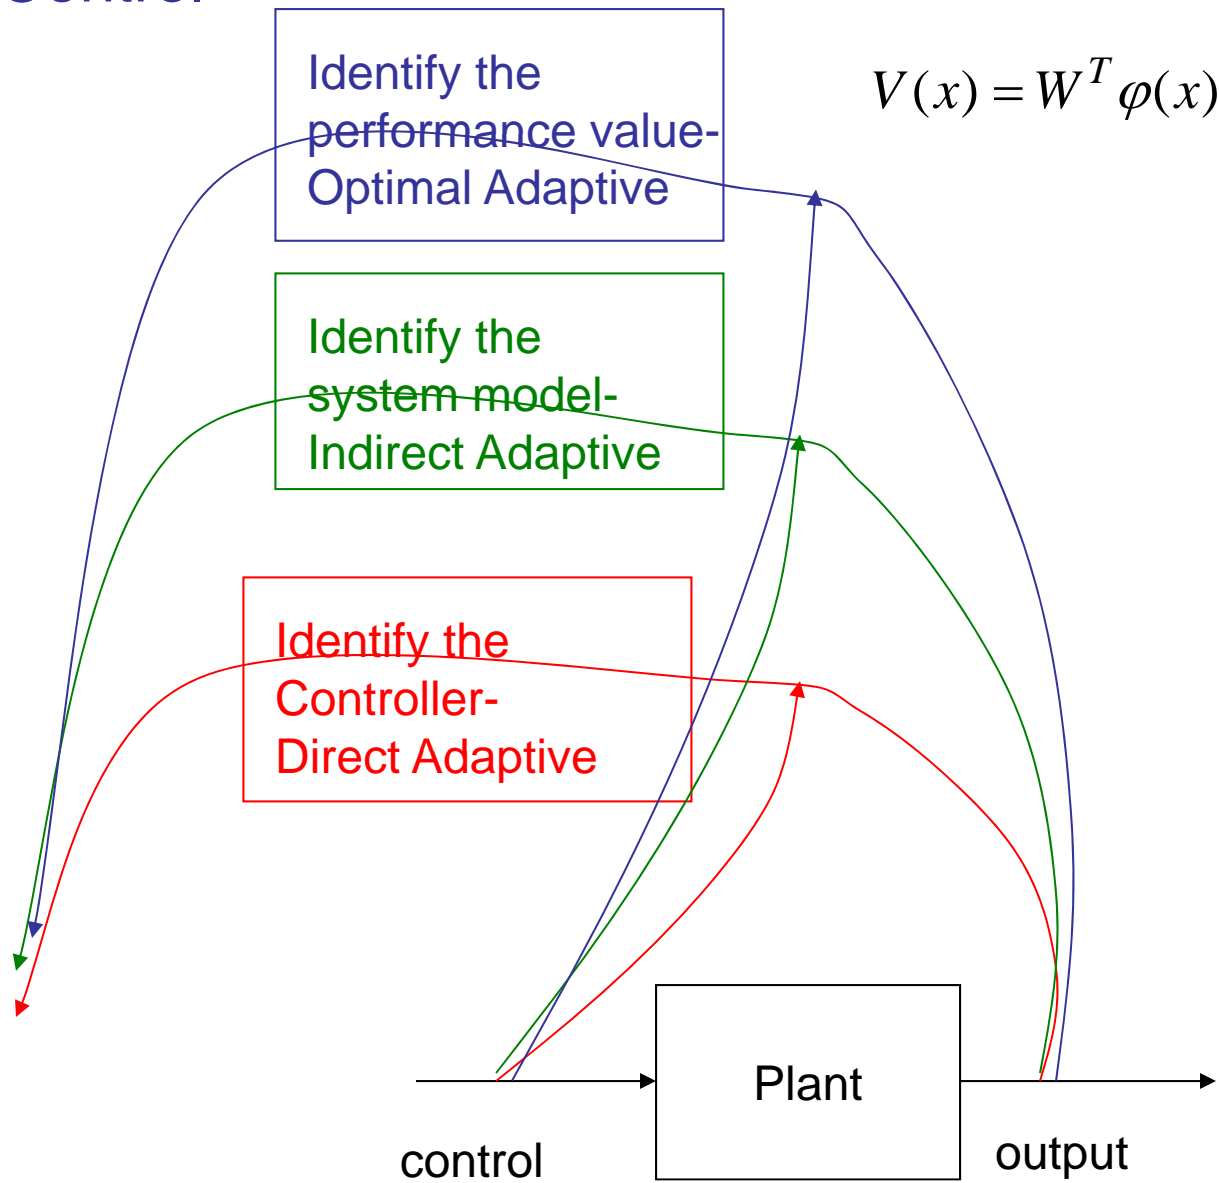 Identify the
performance value-
Optimal Adaptive
V(x) = W^T φ(x)
Identify the
system model-
Indirect Adaptive
Identify the
Controller-
Direct Adaptive
Plant
control
output